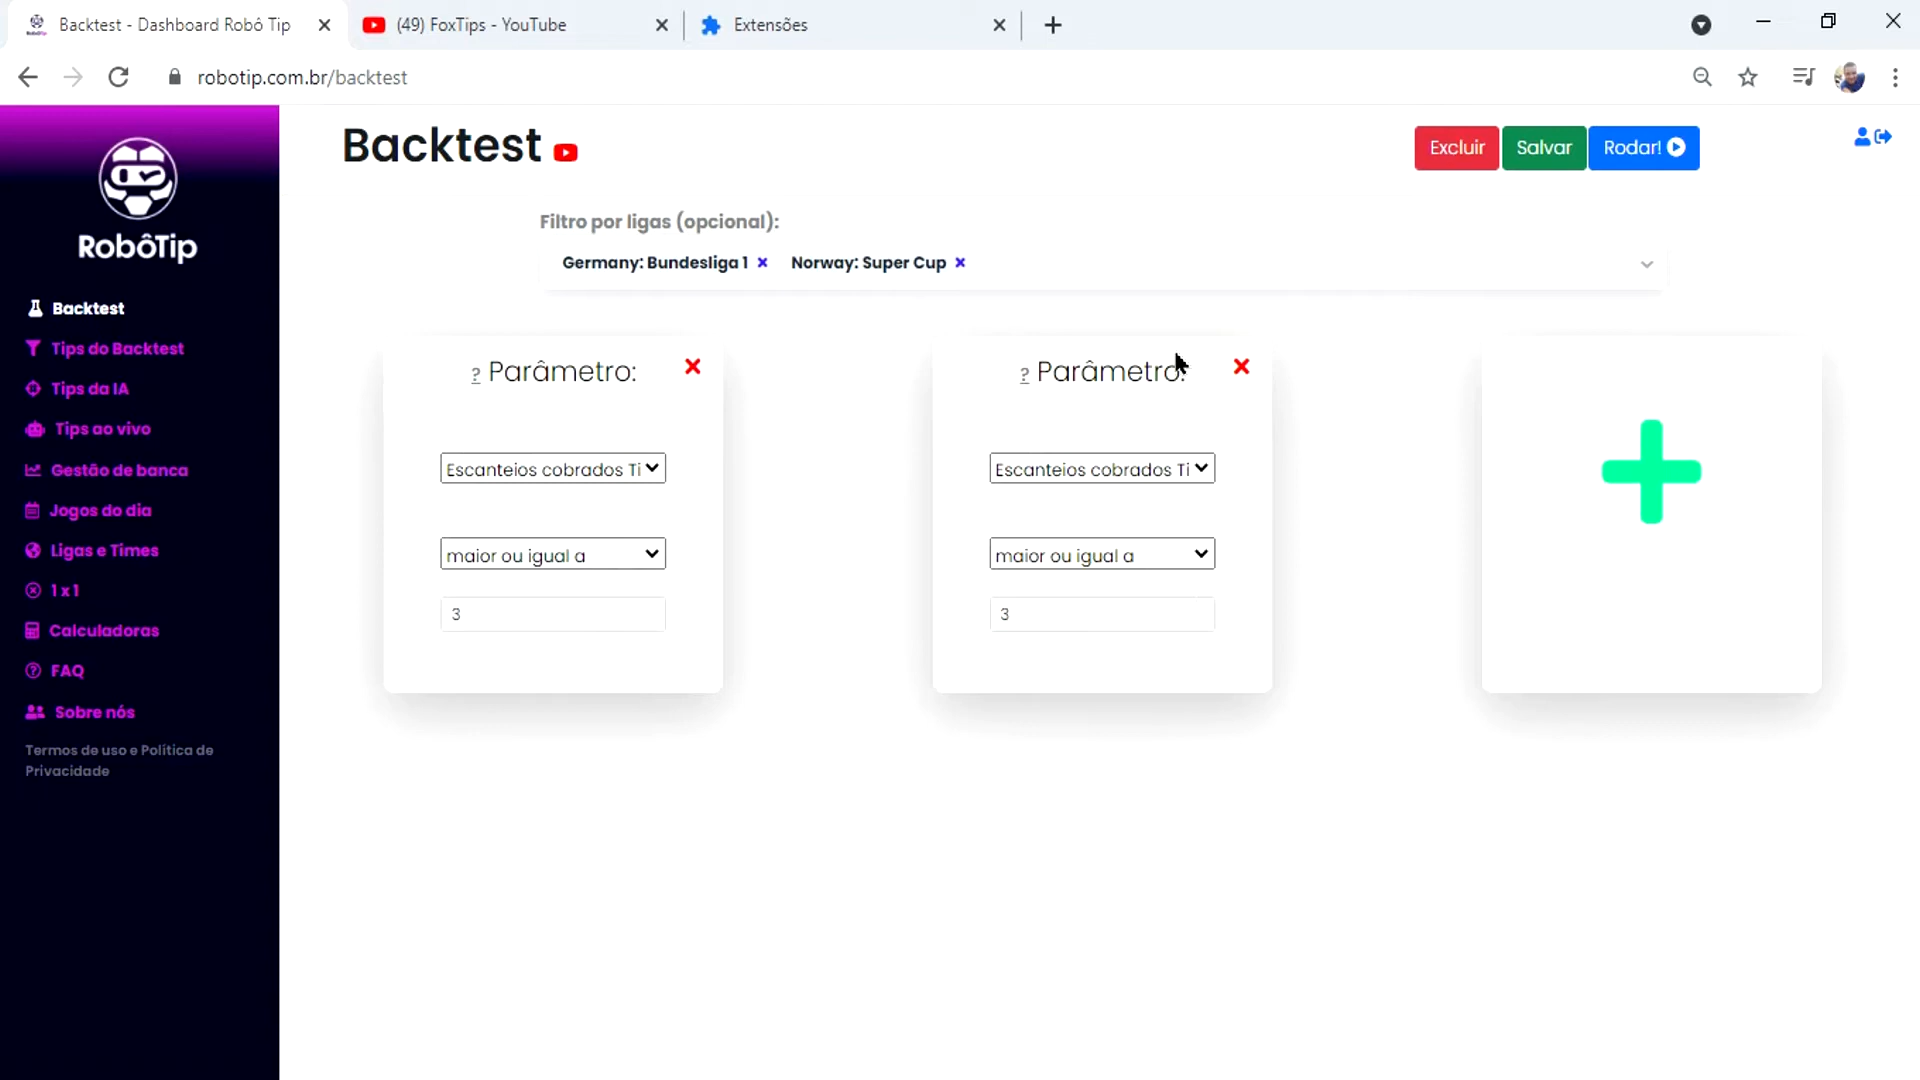 Backtest - Dashboard Robô Tip
(49) FoxTips - YouTube
Extensões
robotip.com.br/backtest
RobôTip
Backtest
Tips do Backtest
Tips da IA
Tips ao vivo
Gestão de banca
Jogos do dia
Ligas e Times
1 x 1
Calculadoras
FAQ
Sobre nós
Termos de uso e Política de
Privacidade
Backtest
Excluir
Salvar
Rodar!
Filtro por ligas (opcional):
Germany: Bundesliga 1 × Norway: Super Cup ×
? Parâmetro:
Escanteios cobrados Ti
maior ou igual a
3
? Parâmetro:
Escanteios cobrados Ti
maior ou igual a
3